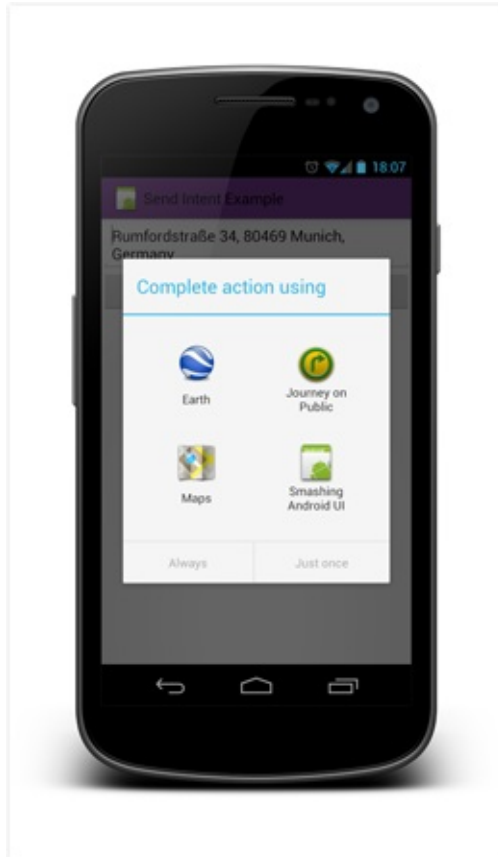 18:07
Send Intent Example
Rumfordstraße 34, 80469 Munich,
Germany
Complete action using
Earth
Journey on
Public
Maps
Smashing
Android UI
Always
Just once